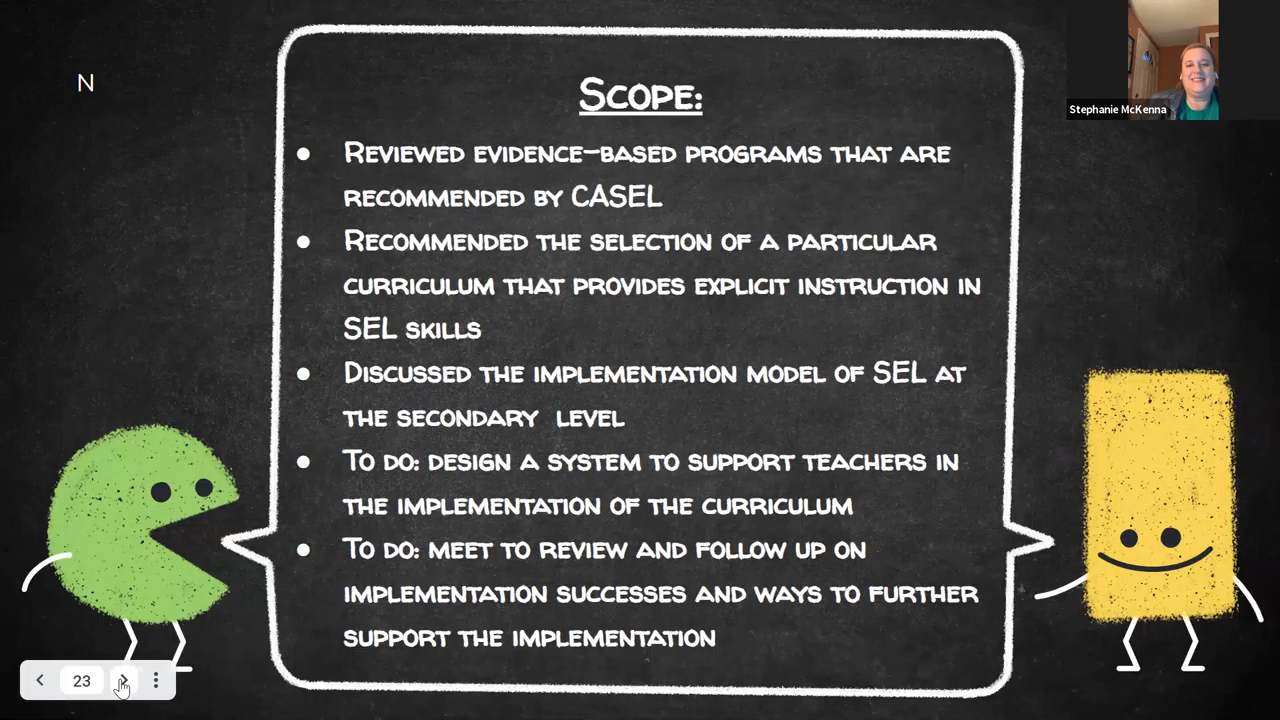 N
Stephanie McKenna
Scope:
● Reviewed evidence-based programs that are
recommended by CASEL
● Recommended the selection of a particular
curriculum that provides explicit instruction in
SEL skills
● Discussed the implementation model of SEL at
the secondary level
● To do: design a system to support teachers in
the implementation of the curriculum
● To do: meet to review and follow up on
implementation successes and ways to further
support the implementation
23